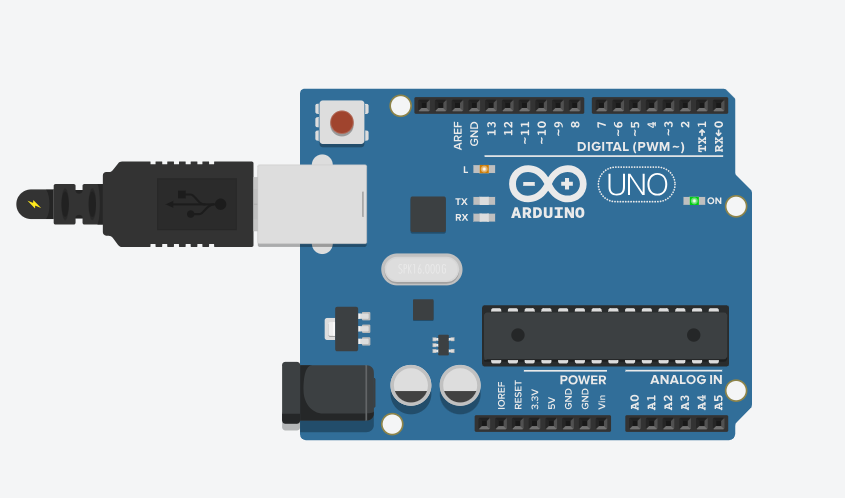 AREF
GND
13
12
~11
~10
~9
8
7
~6
~5
4
~3
2
TX→1
RX←0
DIGITAL (PWM~)
L
TX
RX
ARDUINO
UNO
ON
SPK16.000G
POWER
ANALOG IN
IOREF
RESET
3.3V
5V
GND
GND
Vin
A0
A1
A2
A3
A4
A5